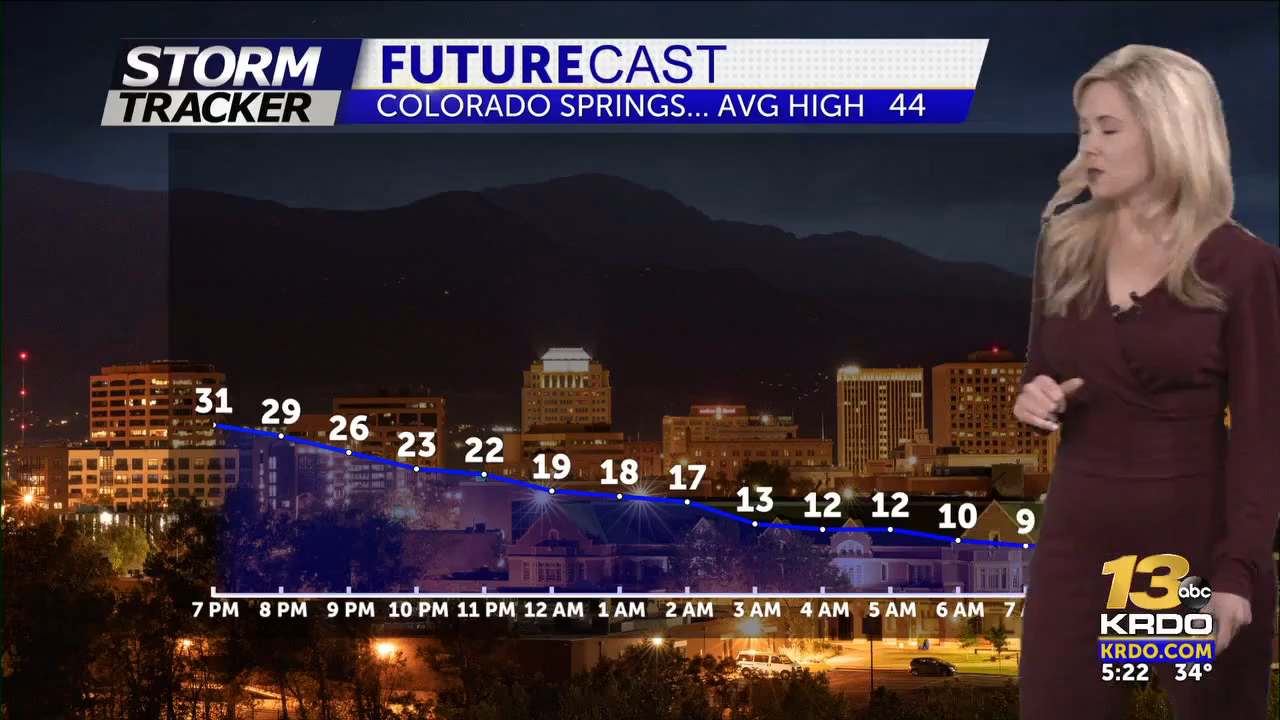 STORM
TRACKER
FUTURECAST
COLORADO SPRINGS... AVG HIGH 44
31 29 26 23 22 19 18 17 13 12 12 10 9
7 PM 8 PM 9 PM 10 PM 11 PM 12 AM 1 AM 2 AM 3 AM 4 AM 5 AM 6 AM 7
13 abc
KRDO
KRDO.COM
5:22 34°